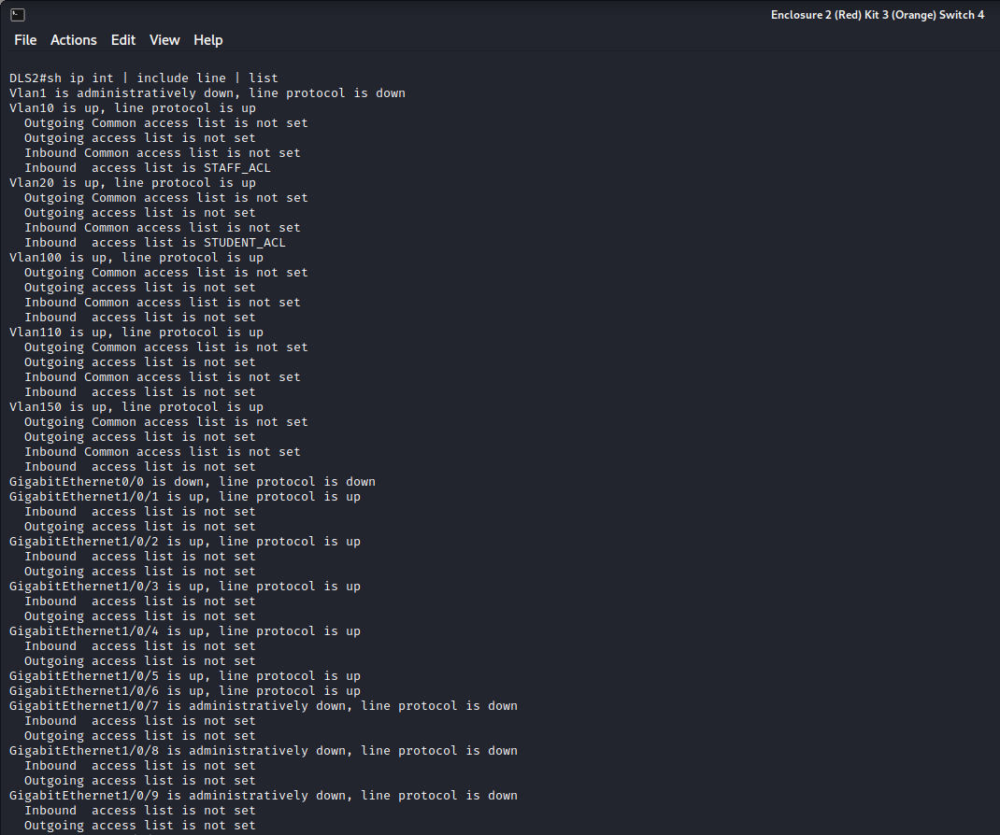 Enclosure 2 (Red) Kit 3 (Orange) Switch 4
File Actions Edit View Help
DLS2#sh ip int | include line | list
Vlan1 is administratively down, line protocol is down
Vlan10 is up, line protocol is up
  Outgoing Common access list is not set
  Outgoing access list is not set
  Inbound Common access list is not set
  Inbound  access list is STAFF_ACL
Vlan20 is up, line protocol is up
  Outgoing Common access list is not set
  Outgoing access list is not set
  Inbound Common access list is not set
  Inbound  access list is STUDENT_ACL
Vlan100 is up, line protocol is up
  Outgoing Common access list is not set
  Outgoing access list is not set
  Inbound Common access list is not set
  Inbound  access list is not set
Vlan110 is up, line protocol is up
  Outgoing Common access list is not set
  Outgoing access list is not set
  Inbound Common access list is not set
  Inbound  access list is not set
Vlan150 is up, line protocol is up
  Outgoing Common access list is not set
  Outgoing access list is not set
  Inbound Common access list is not set
  Inbound  access list is not set
GigabitEthernet0/0 is down, line protocol is down
GigabitEthernet1/0/1 is up, line protocol is up
  Inbound  access list is not set
  Outgoing access list is not set
GigabitEthernet1/0/2 is up, line protocol is up
  Inbound  access list is not set
  Outgoing access list is not set
GigabitEthernet1/0/3 is up, line protocol is up
  Inbound  access list is not set
  Outgoing access list is not set
GigabitEthernet1/0/4 is up, line protocol is up
  Inbound  access list is not set
  Outgoing access list is not set
GigabitEthernet1/0/5 is up, line protocol is up
GigabitEthernet1/0/6 is up, line protocol is up
GigabitEthernet1/0/7 is administratively down, line protocol is down
  Inbound  access list is not set
  Outgoing access list is not set
GigabitEthernet1/0/8 is administratively down, line protocol is down
  Inbound  access list is not set
  Outgoing access list is not set
GigabitEthernet1/0/9 is administratively down, line protocol is down
  Inbound  access list is not set
  Outgoing access list is not set